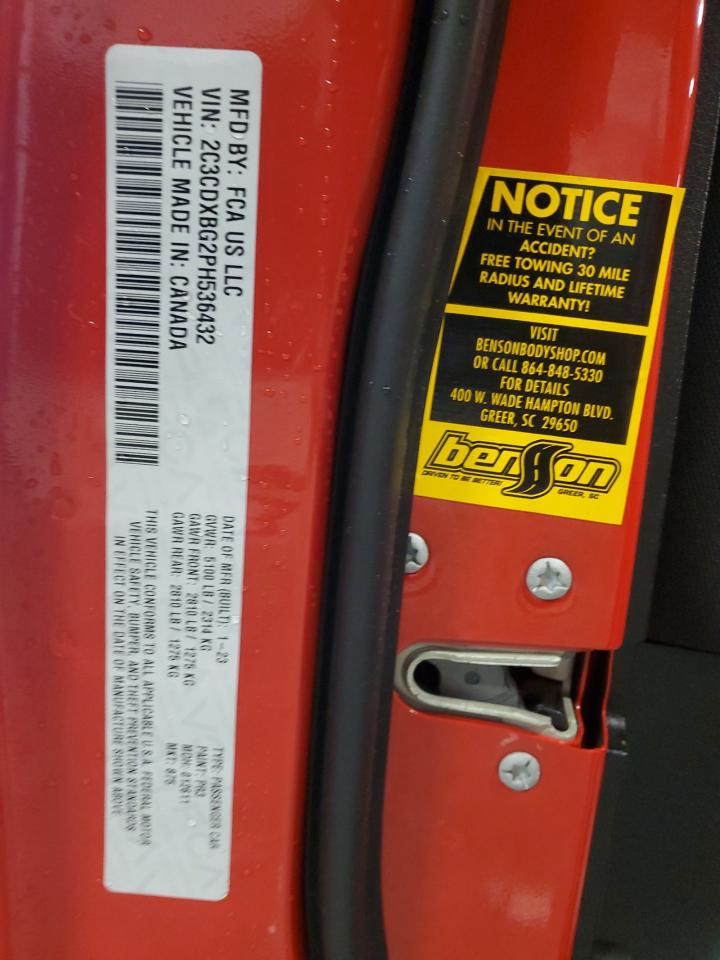 MFD BY: FCA US LLC
VIN: 2C3CDXBG2PH536432
VEHICLE MADE IN: CANADA
DATE OF MFR (BUILT): 1-23
GVWR: 5100 LB / 2314 KG
GAWR FRONT: 2810 LB / 1275 KG
GAWR REAR: 2810 LB / 1275 KG
TYPE: PASSENGER CAR
PAINT: PR3
MDH: 012611
MKT: 875
THIS VEHICLE CONFORMS TO ALL APPLICABLE U.S.A. FEDERAL MOTOR
VEHICLE SAFETY, BUMPER, AND THEFT PREVENTION STANDARDS
IN EFFECT ON THE DATE OF MANUFACTURE SHOWN ABOVE
NOTICE
IN THE EVENT OF AN
ACCIDENT?
FREE TOWING 30 MILE
RADIUS AND LIFETIME
WARRANTY!
VISIT
BENSONBODYSHOP.COM
OR CALL 864-848-5330
FOR DETAILS
400 W. WADE HAMPTON BLVD.
GREER, SC 29650
benson
DRIVEN TO BE BETTER!
GREER, SC